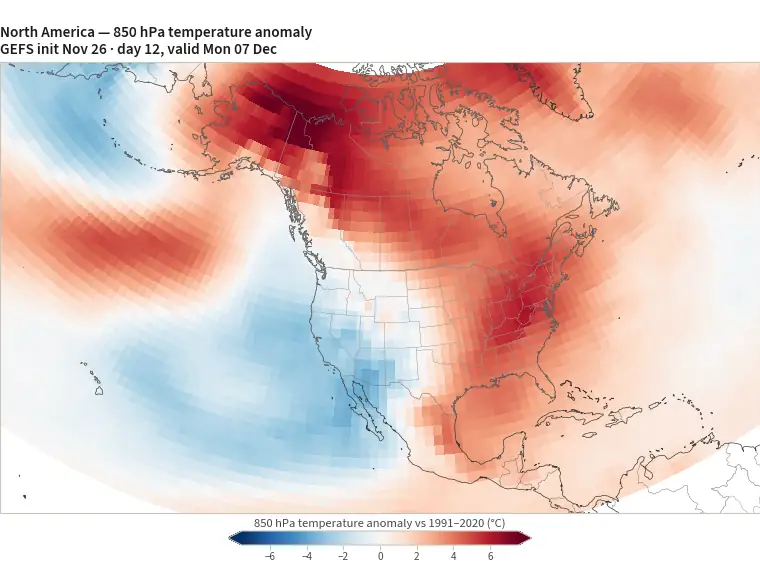 North America — 850 hPa temperature anomaly
GEFS init Nov 26 · day 12, valid Mon 07 Dec
850 hPa temperature anomaly vs 1991–2020 (°C)
−6 −4 −2 0 2 4 6